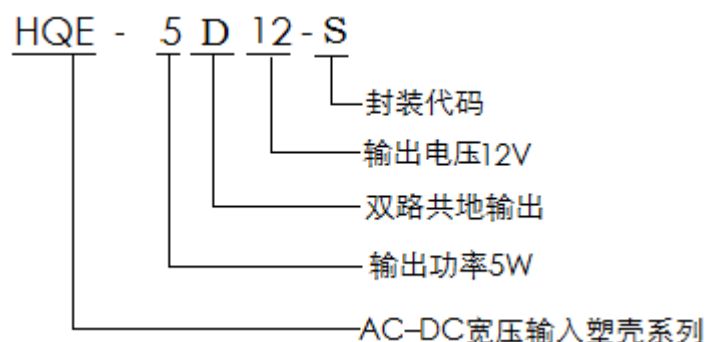 HQE - 5 D 12 - S
封装代码
输出电压12V
双路共地输出
输出功率5W
AC-DC宽压输入塑壳系列